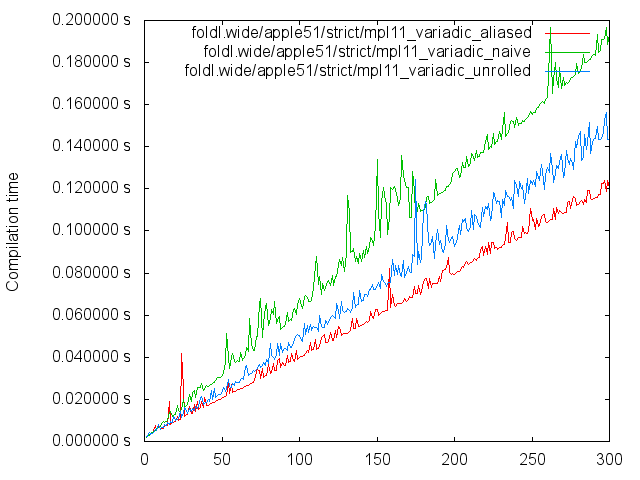 foldl.wide/apple51/strict/mpl11_variadic_aliased
foldl.wide/apple51/strict/mpl11_variadic_naive
foldl.wide/apple51/strict/mpl11_variadic_unrolled
0.200000 s
0.180000 s
0.160000 s
0.140000 s
0.120000 s
0.100000 s
0.080000 s
0.060000 s
0.040000 s
0.020000 s
0.000000 s
Compilation time
0 50 100 150 200 250 300